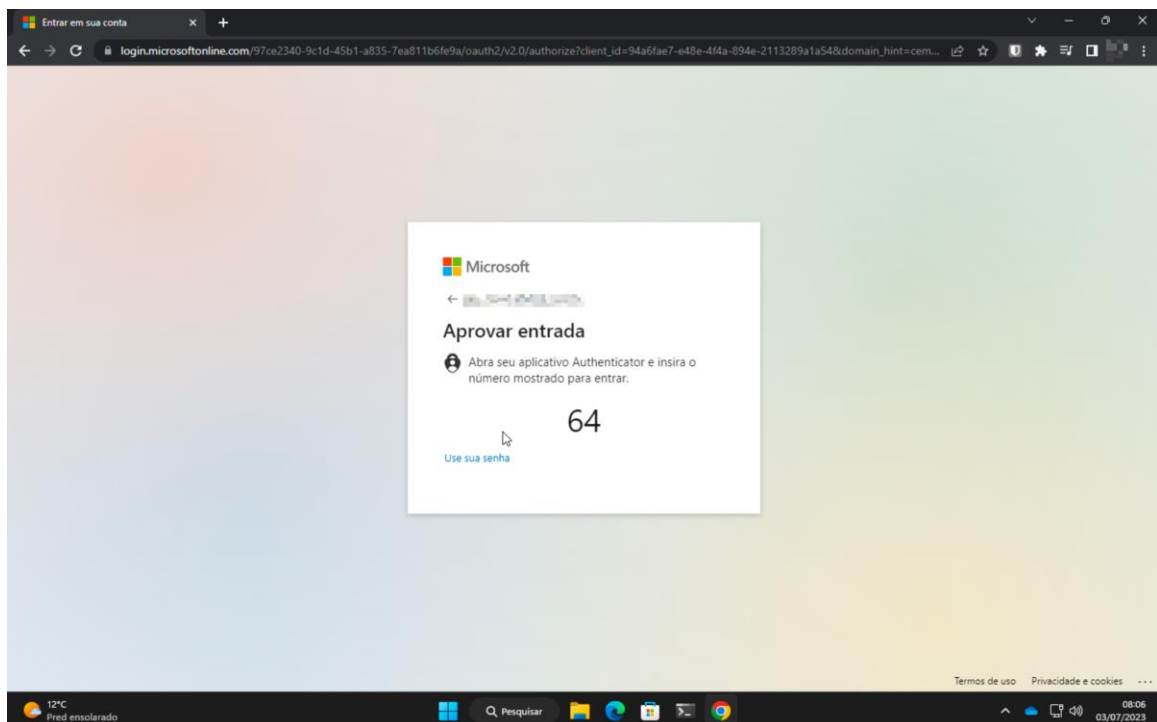 Entrar em sua conta
login.microsoftonline.com/97ce2340-9c1d-45b1-a835-7ea811b6fe9a/oauth2/v2.0/authorize?client_id=94a6fae7-e48e-4f4a-894e-2113289a1a54&domain_hint=cem...
Microsoft
Aprovar entrada
Abra seu aplicativo Authenticator e insira o
número mostrado para entrar.
64
Use sua senha
Termos de uso Privacidade e cookies ...
12°C
Pred ensolarado
Pesquisar
08:06
03/07/2023